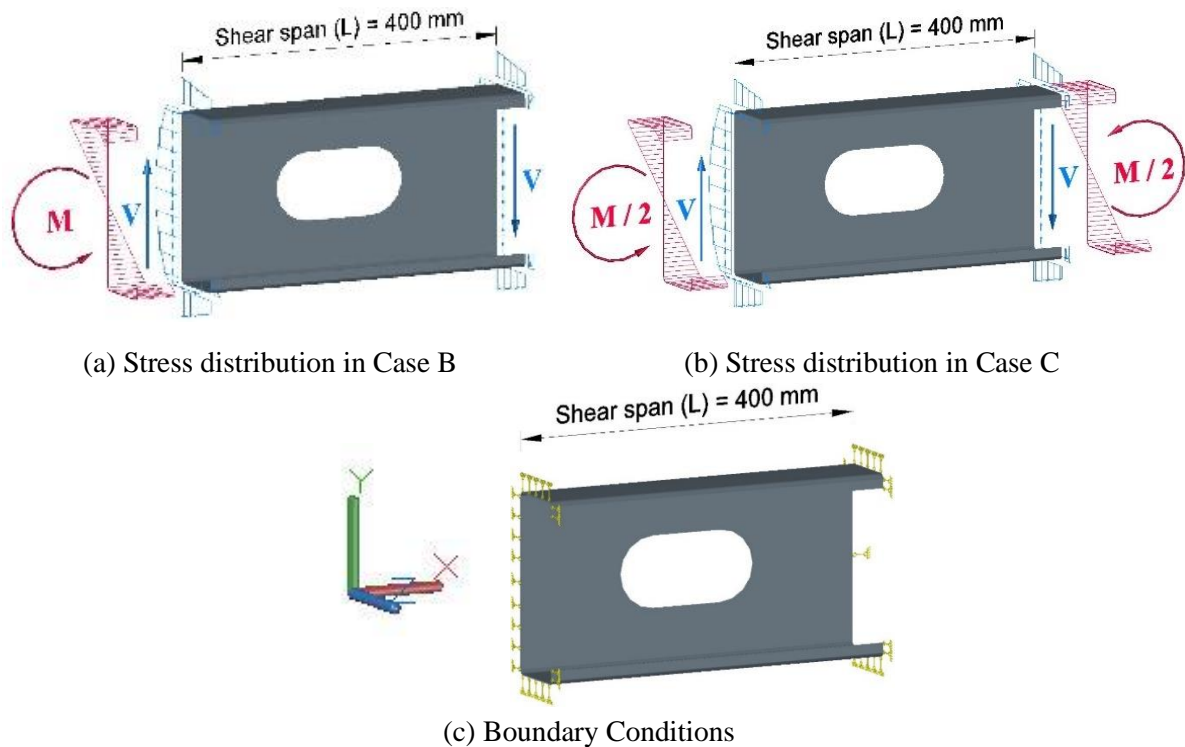 Shear span (L) = 400 mm
M
V
V
(a) Stress distribution in Case B
Shear span (L) = 400 mm
M / 2
V
V
M / 2
(b) Stress distribution in Case C
Shear span (L) = 400 mm
Y
X
Z
(c) Boundary Conditions